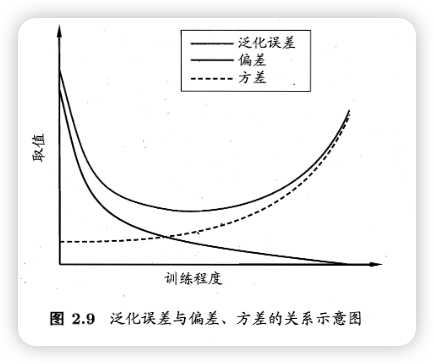 泛化误差
偏差
方差
取值
训练程度
图 2.9 泛化误差与偏差、方差的关系示意图